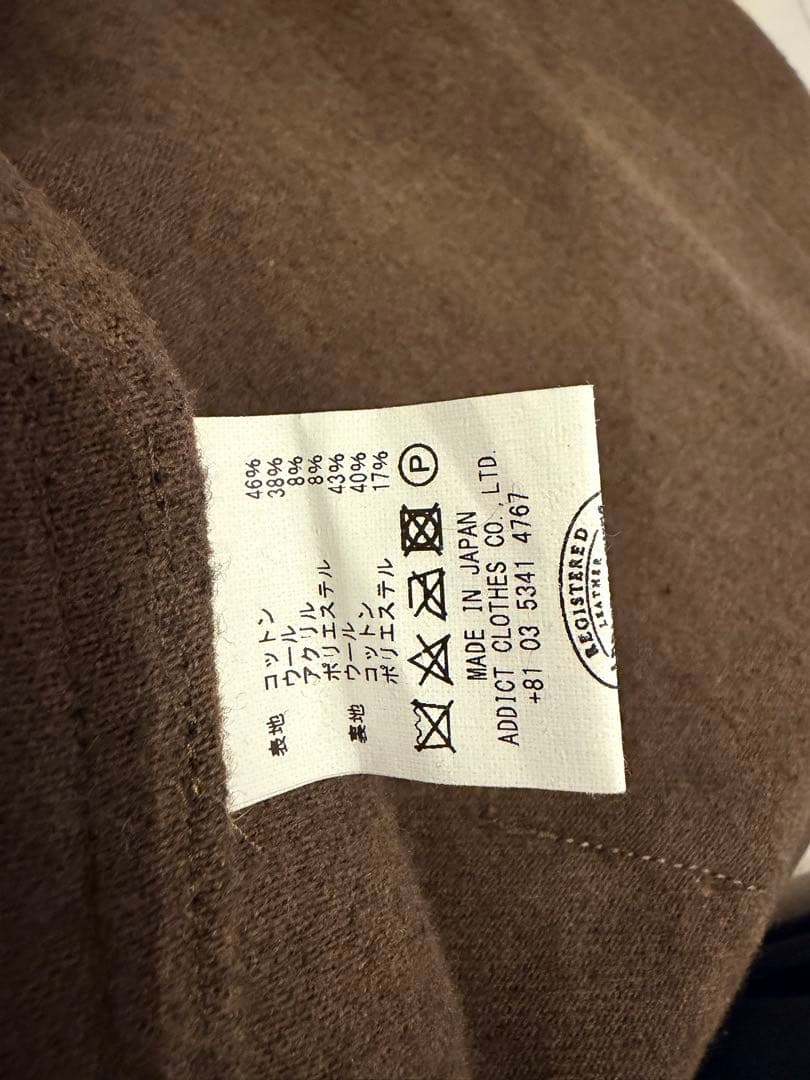 表地 コットン 46%
ウール 38%
アクリル 8%
ポリエステル 8%
裏地 ウール 43%
コットン 40%
ポリエステル 17%
P
MADE IN JAPAN
ADDICT CLOTHES CO.,LTD.
+81 03 5341 4767
REGISTERED
LEATHER